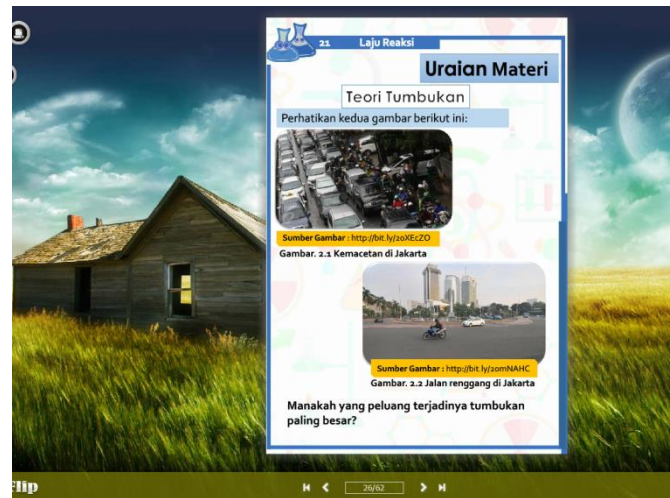 21 Laju Reaksi
Uraian Materi
Teori Tumbukan
Perhatikan kedua gambar berikut ini:
Sumber Gambar : http://bit.ly/2oXEcZO
Gambar. 2.1 Kemacetan di Jakarta
Sumber Gambar : http://bit.ly/2omNAHC
Gambar. 2.2 Jalan renggang di Jakarta
Manakah yang peluang terjadinya tumbukan
paling besar?
Flip
26/62